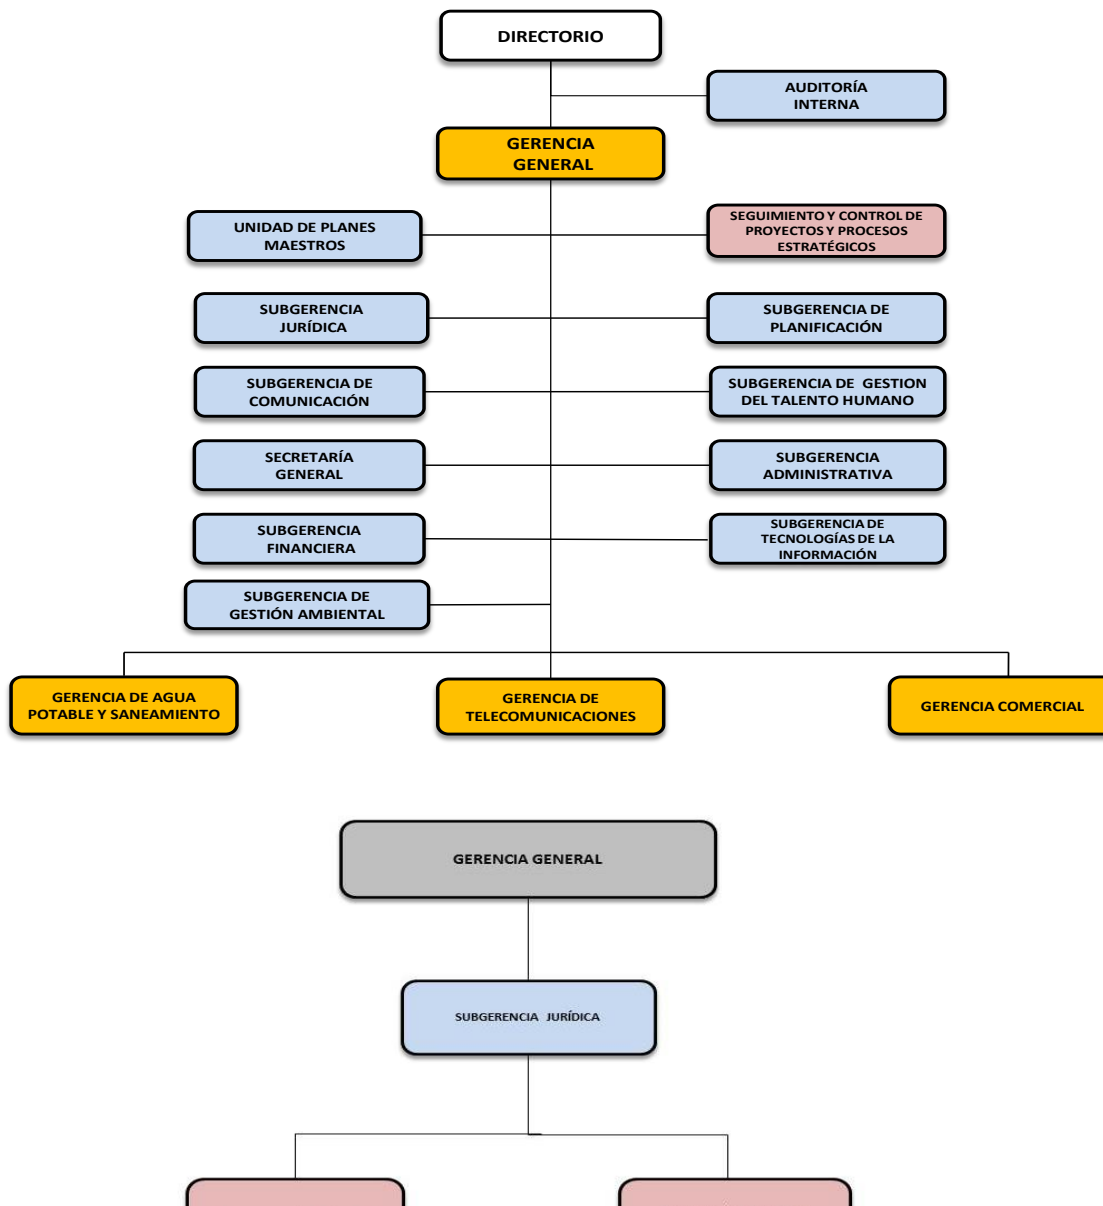 DIRECTORIO
AUDITORÍA
INTERNA
GERENCIA
GENERAL
UNIDAD DE PLANES
MAESTROS
SEGUIMIENTO Y CONTROL DE
PROYECTOS Y PROCESOS
ESTRATÉGICOS
SUBGERENCIA
JURÍDICA
SUBGERENCIA DE
PLANIFICACIÓN
SUBGERENCIA DE
COMUNICACIÓN
SUBGERENCIA DE GESTION
DEL TALENTO HUMANO
SECRETARÍA
GENERAL
SUBGERENCIA
ADMINISTRATIVA
SUBGERENCIA
FINANCIERA
SUBGERENCIA DE
TECNOLOGÍAS DE LA
INFORMACIÓN
SUBGERENCIA DE
GESTIÓN AMBIENTAL
GERENCIA DE AGUA
POTABLE Y SANEAMIENTO
GERENCIA DE
TELECOMUNICACIONES
GERENCIA COMERCIAL
GERENCIA GENERAL
SUBGERENCIA JURÍDICA